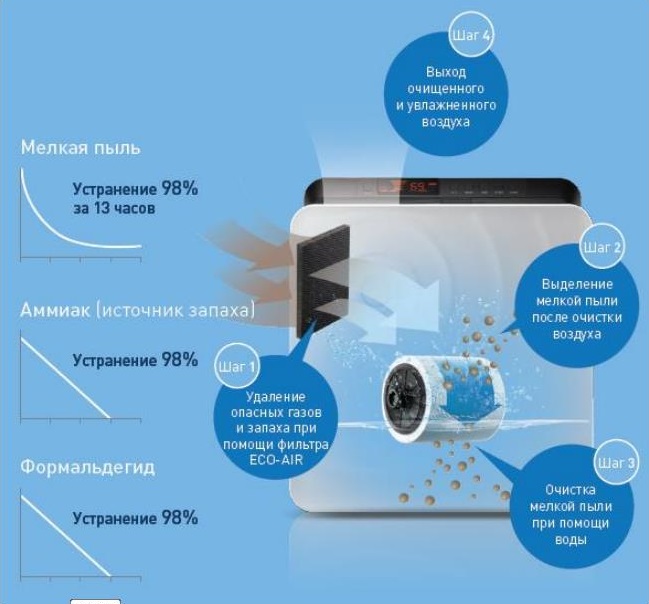 Шаг 4
Выход
очищенного
и увлажненного
воздуха
Мелкая пыль
Устранение 98%
за 13 часов
Шаг 2
Выделение
мелкой пыли
после очистки
воздуха
Аммиак (источник запаха)
Устранение 98%
Шаг 1
Удаление
опасных газов
и запаха при
помощи фильтра
ECO-AIR
Формальдегид
Устранение 98%
Шаг 3
Очистка
мелкой пыли
при помощи
воды